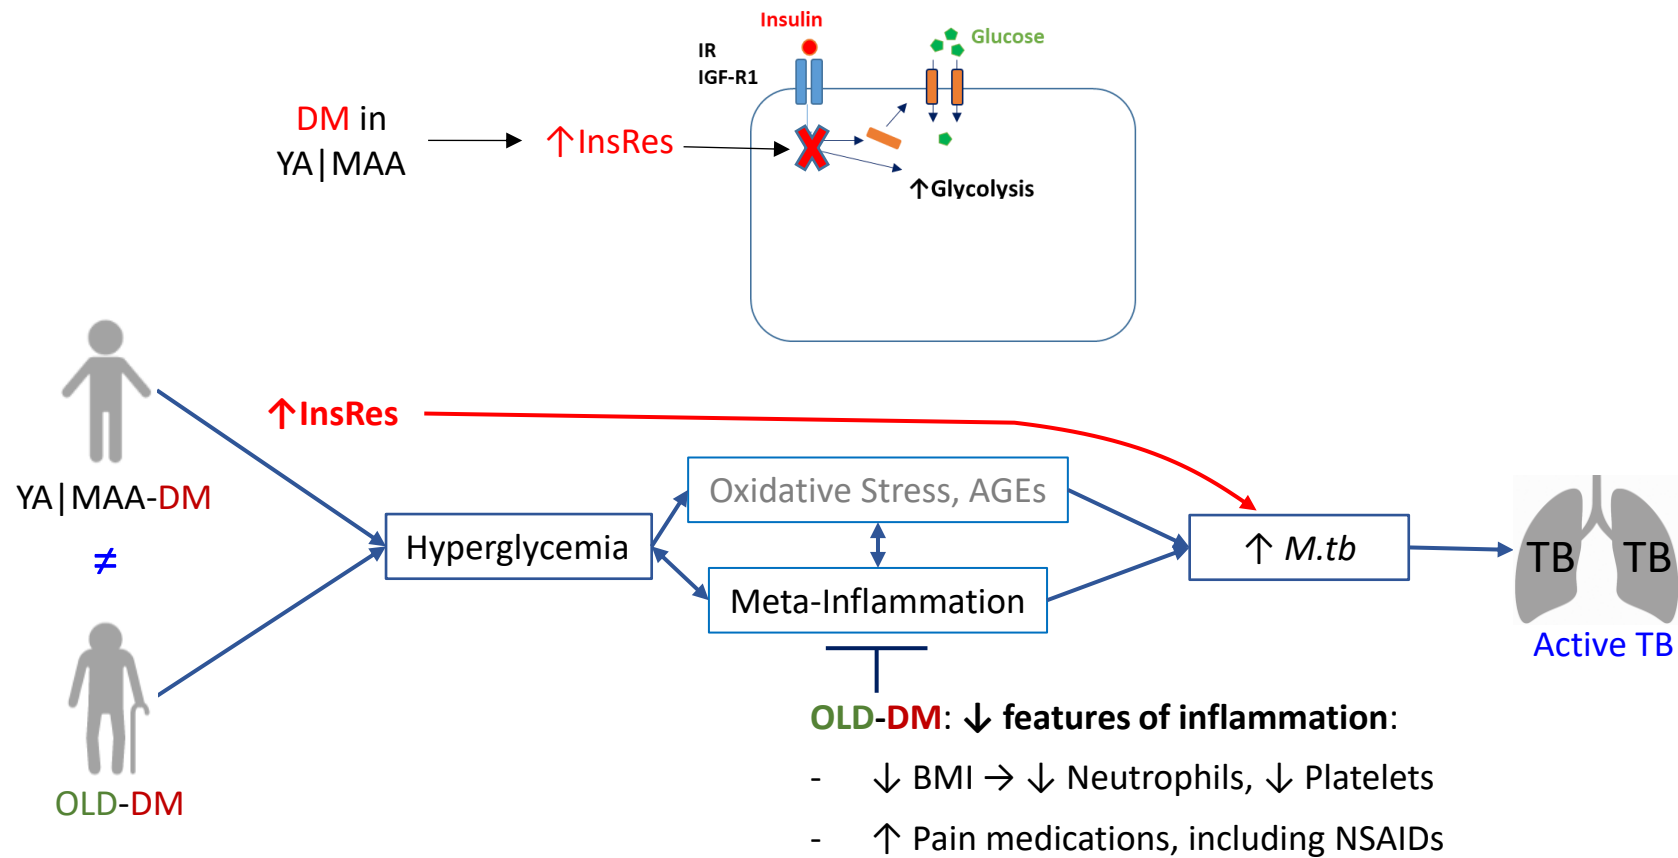 Insulin
IR
IGF-R1
Glucose
DM in
YA|MAA
↑InsRes
↑Glycolysis
↑InsRes
YA|MAA-DM
≠
OLD-DM
Hyperglycemia
Oxidative Stress, AGEs
Meta-Inflammation
↑ M.tb
TB TB
Active TB
OLD-DM: ↓ features of inflammation:
- ↓ BMI → ↓ Neutrophils, ↓ Platelets
- ↑ Pain medications, including NSAIDs